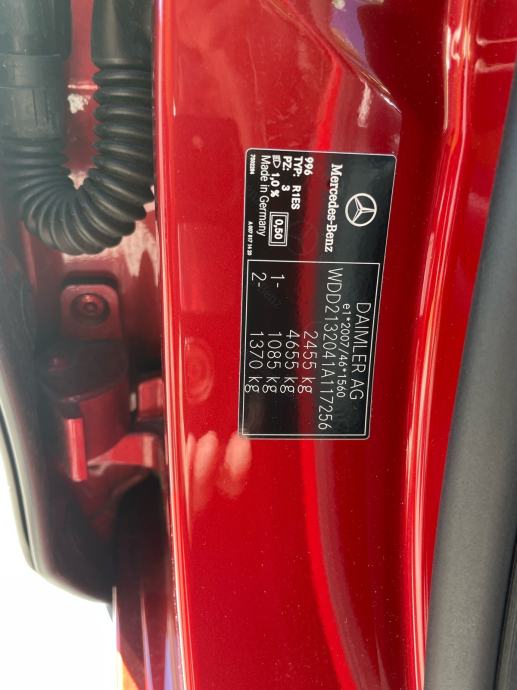 Mercedes-Benz
996
TYP: R1ES
PZ: 3
1,0 %
0,50
Made in Germany
DAIMLER AG
e1*2007/46*1560
WDD2132041A117256
2455 kg
4655 kg
1- 1085 kg
2- 1370 kg